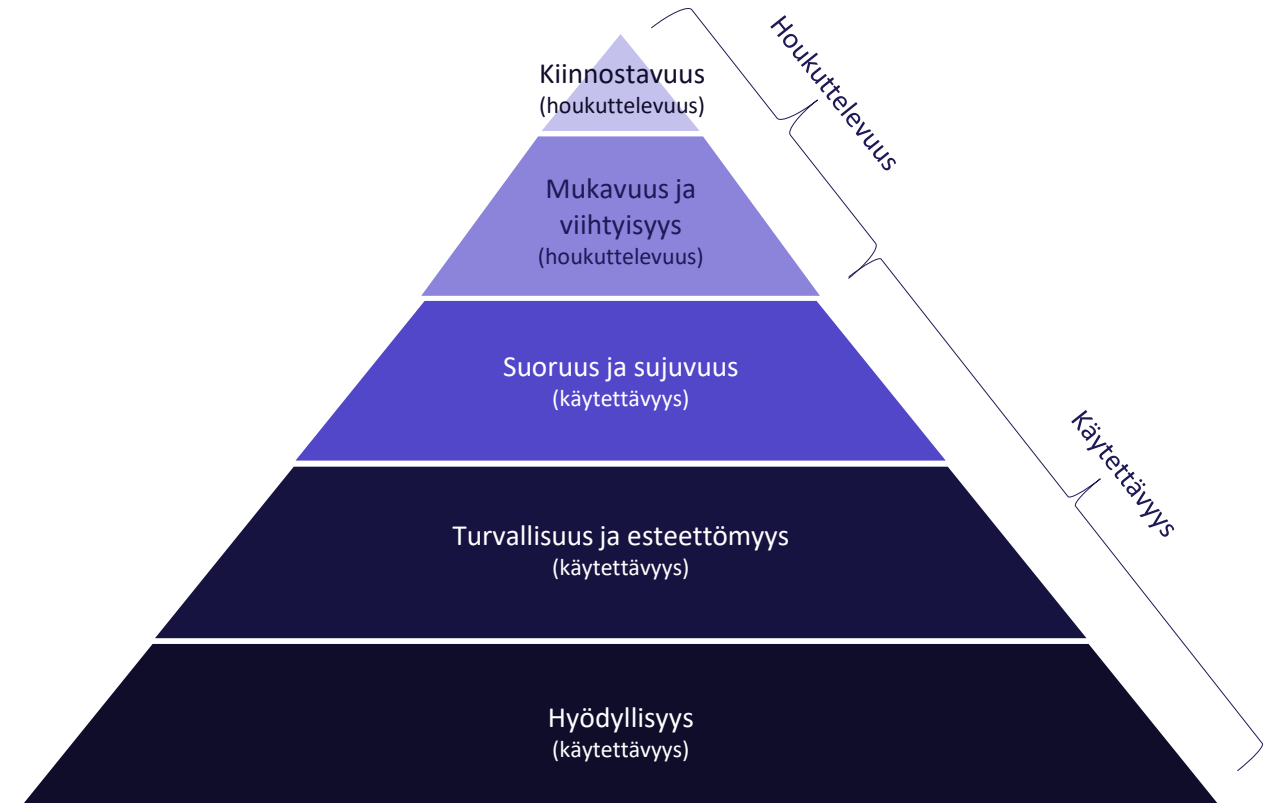 Kiinnostavuus
(houkuttelevuus)
Houkuttelevuus
Mukavuus ja
viihtyisyys
(houkuttelevuus)
Suoruus ja sujuvuus
(käytettävyys)
Käytettävyys
Turvallisuus ja esteettömyys
(käytettävyys)
Hyödyllisyys
(käytettävyys)